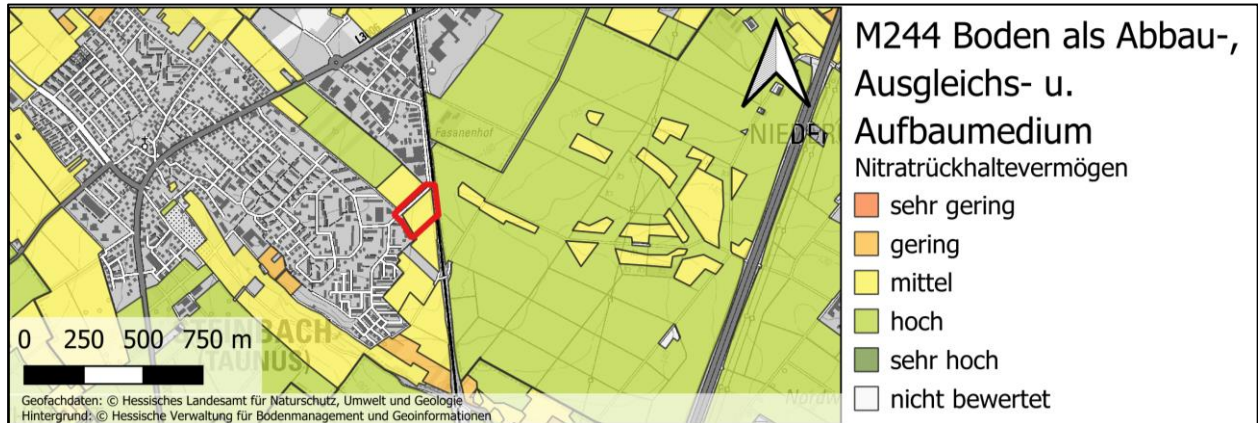 L3006
Fasanenhof
NIEDER
STEINBACH
(TAUNUS)
0 250 500 750 m
Geofachdaten: © Hessisches Landesamt für Naturschutz, Umwelt und Geologie
Hintergrund: © Hessische Verwaltung für Bodenmanagement und Geoinformationen
M244 Boden als Abbau-,
Ausgleichs- u.
Aufbaumedium
Nitratrückhaltevermögen
sehr gering
gering
mittel
hoch
sehr hoch
nicht bewertet